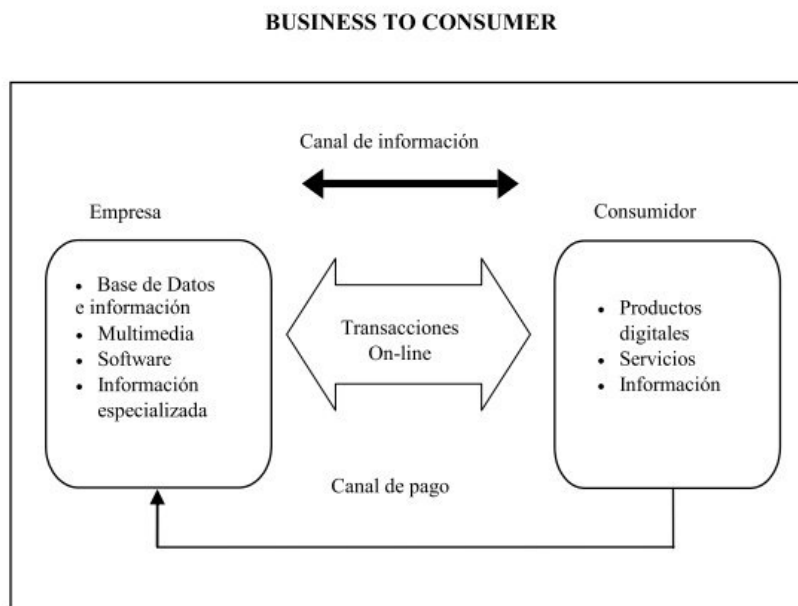 BUSINESS TO CONSUMER
Canal de información
Empresa
Consumidor
• Base de Datos
e información
• Multimedia
• Software
• Información
especializada
Transacciones
On-line
• Productos
digitales
• Servicios
• Información
Canal de pago